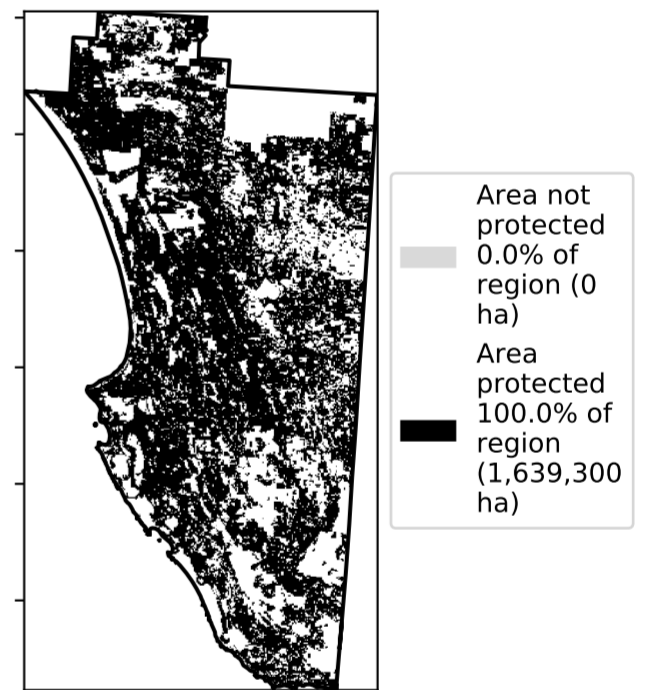 Area not
protected
0.0% of
region (0
ha)
Area
protected
100.0% of
region
(1,639,300
ha)